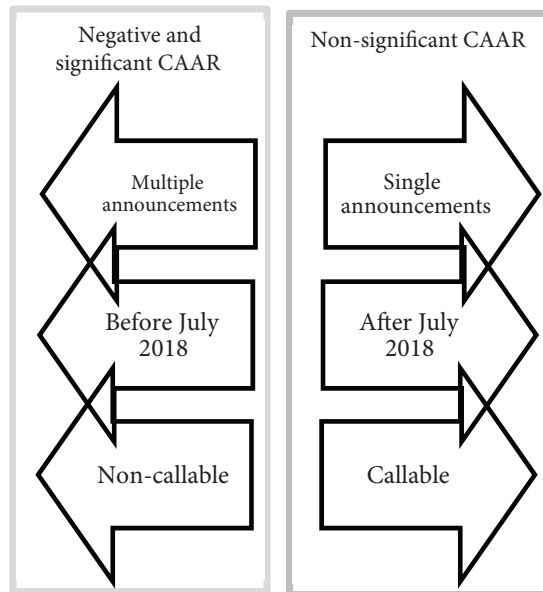 Negative and
significant CAAR
Multiple
announcements
Before July
2018
Non-callable
Non-significant CAAR
Single
announcements
After July
2018
Callable